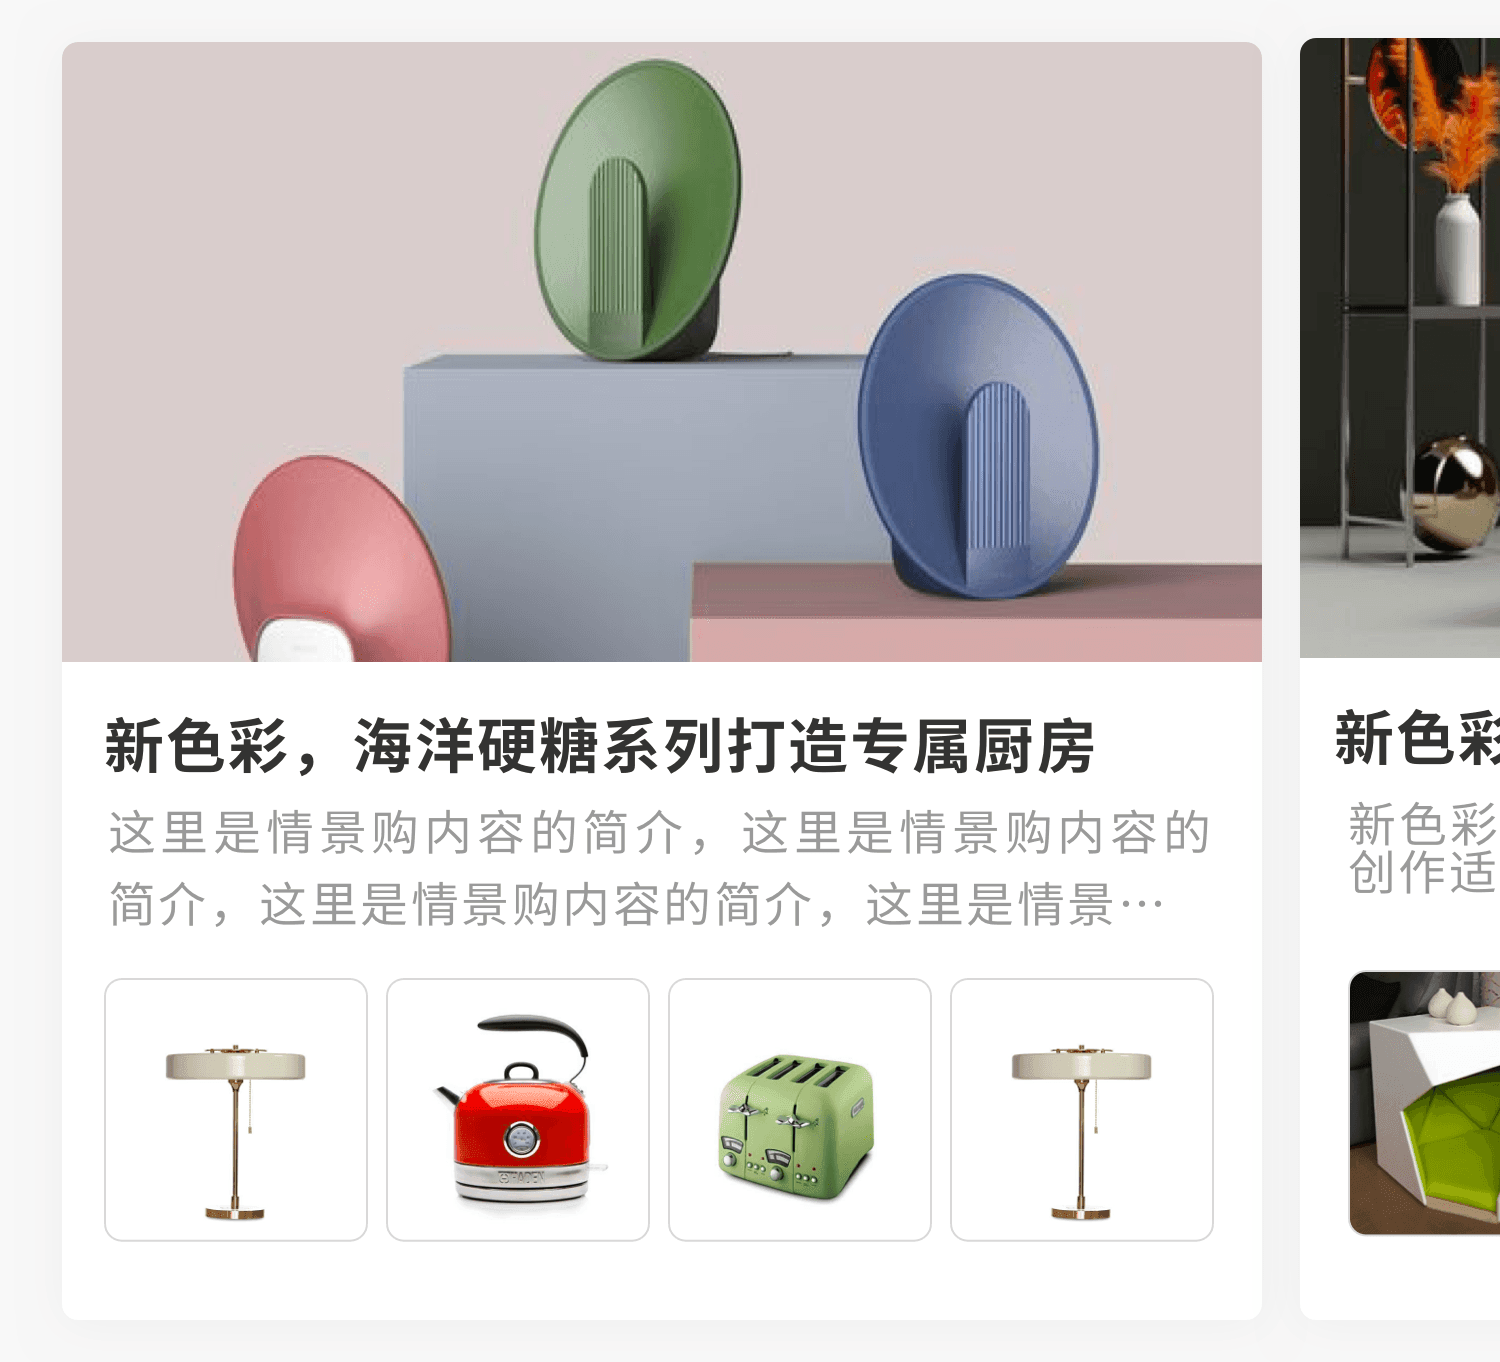 新色彩，海洋硬糖系列打造专属厨房
这里是情景购内容的简介，这里是情景购内容的
简介，这里是情景购内容的简介，这里是情景…
HADEN
新色彩
新色彩
创作适